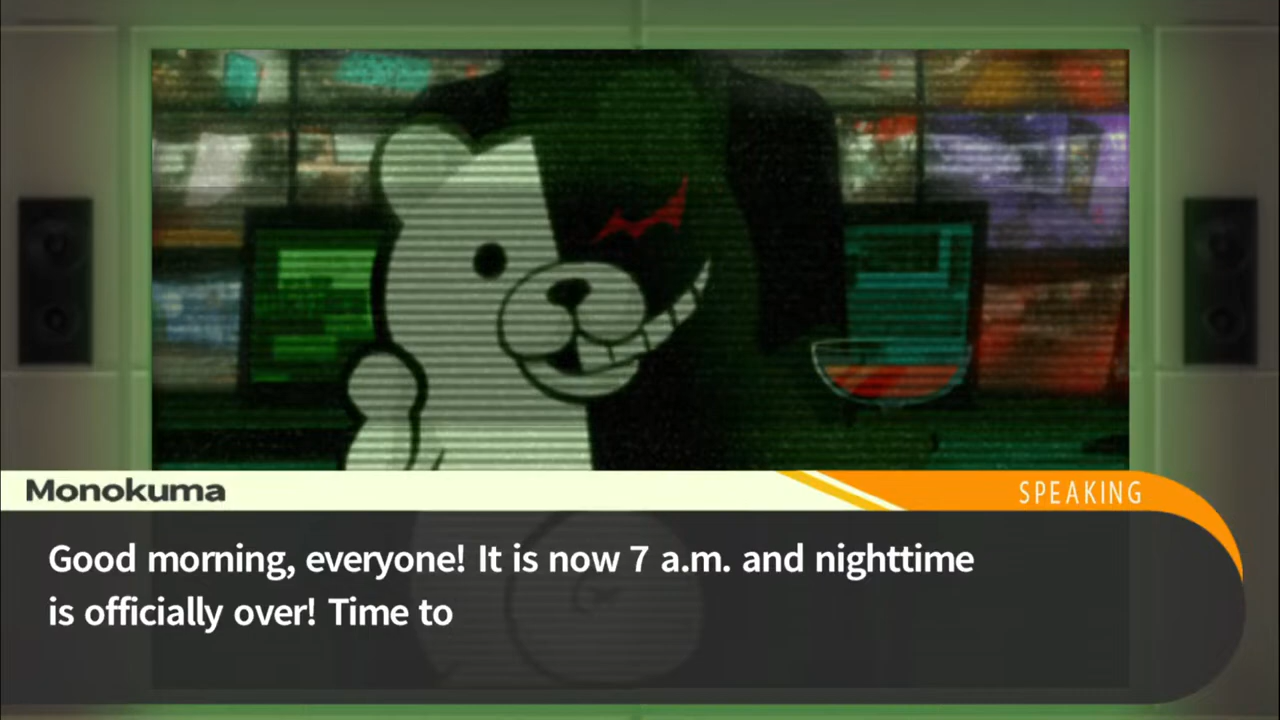 Monokuma
SPEAKING
Good morning, everyone! It is now 7 a.m. and nighttime
is officially over! Time to